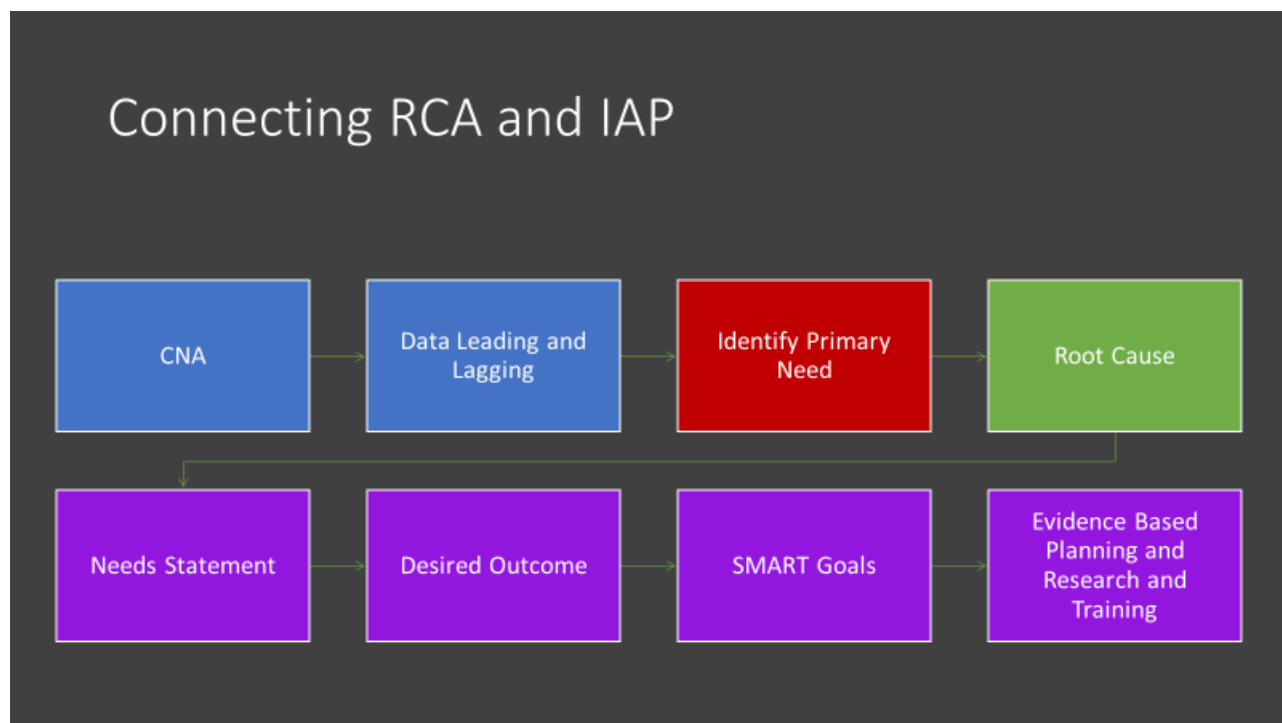 Connecting RCA and IAP
CNA
Data Leading and
Lagging
Identify Primary
Need
Root Cause
Needs Statement
Desired Outcome
SMART Goals
Evidence Based
Planning and
Research and
Training